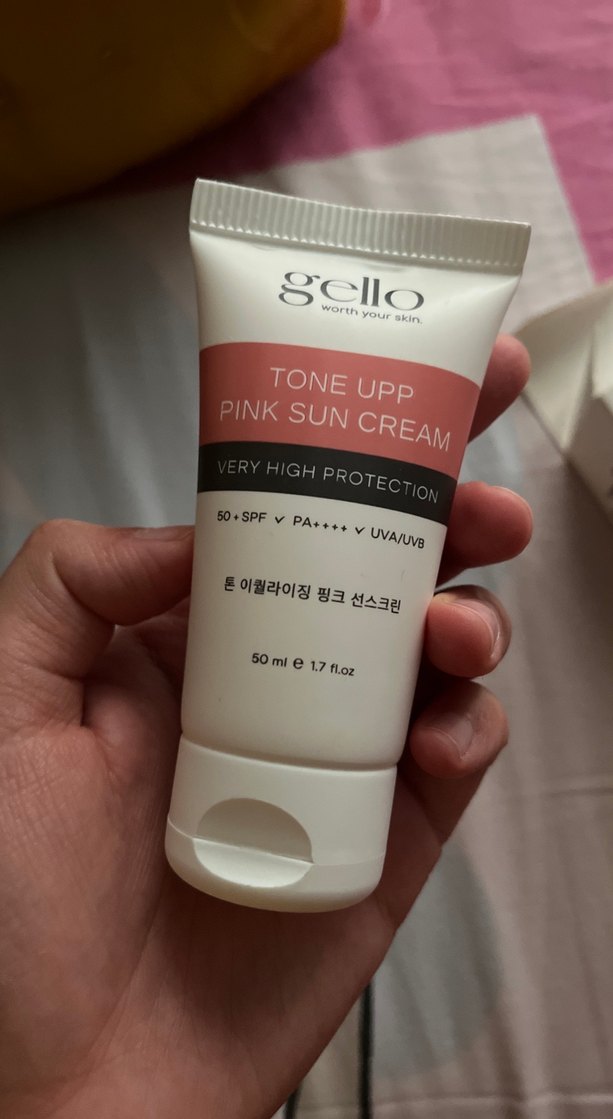 gello
worth your skin.
TONE UPP
PINK SUN CREAM
VERY HIGH PROTECTION
50+SPF ✓ PA++++ ✓ UVA/UVB
톤 이퀄라이징 핑크 선스크린
50 ml ℮ 1.7 fl.oz